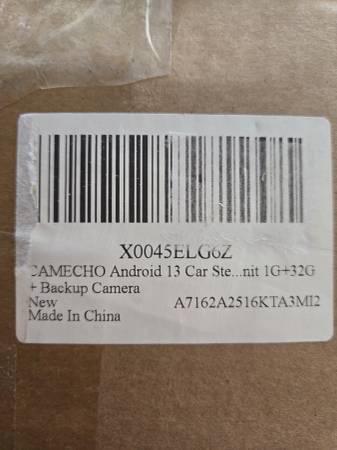 X0045ELG6Z
CAMECHO Android 13 Car Ste...nit 1G+32G
+ Backup Camera
New A7162A2516KTA3MI2
Made In China